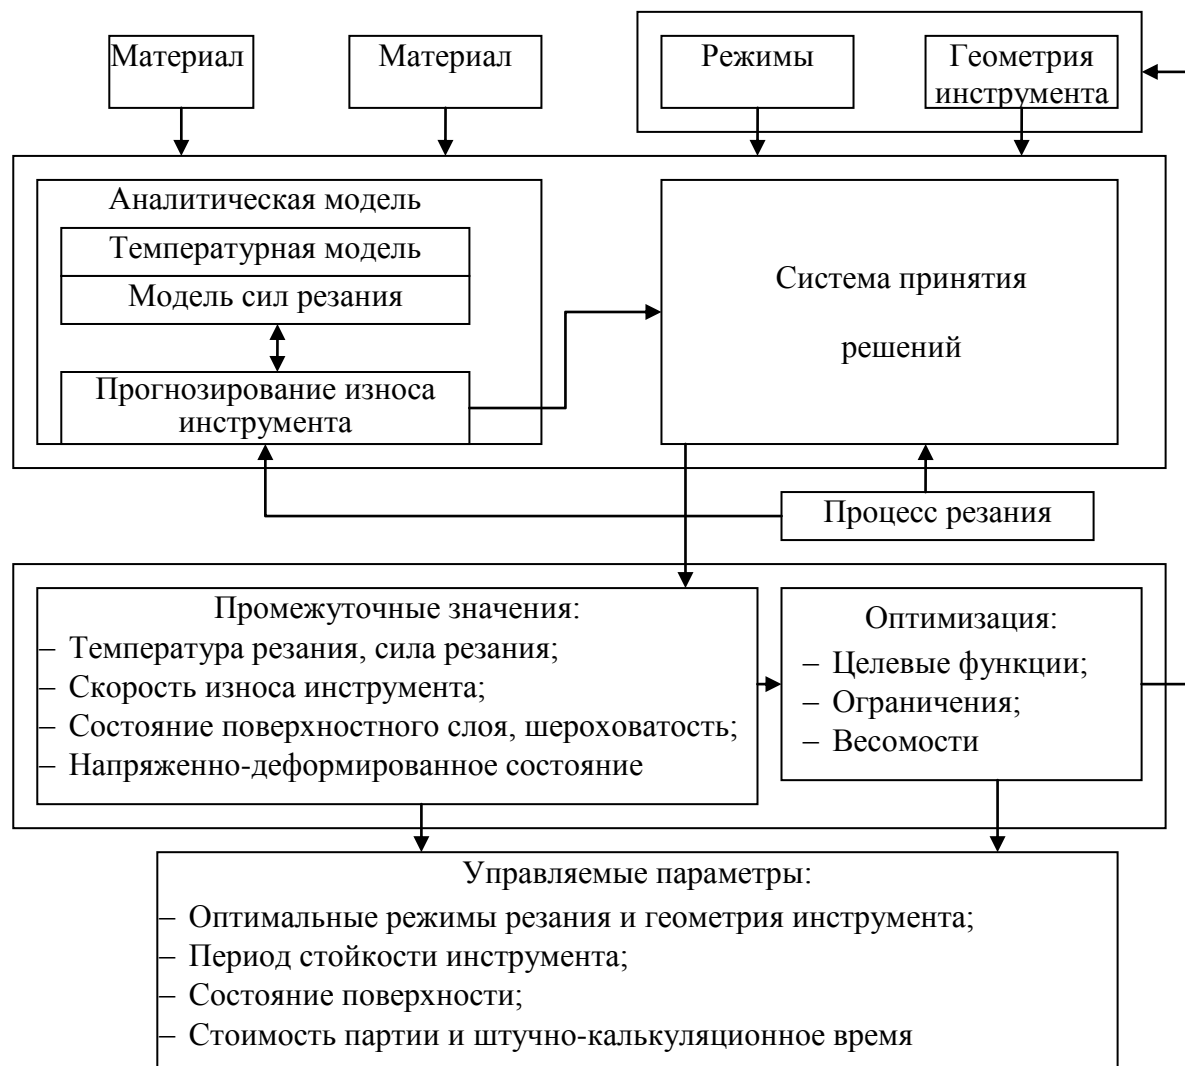 Материал
Материал
Режимы
Геометрия
инструмента
Аналитическая модель
Температурная модель
Модель сил резания
Прогнозирование износа
инструмента
Система принятия
решений
Процесс резания
Промежуточные значения:
– Температура резания, сила резания;
– Скорость износа инструмента;
– Состояние поверхностного слоя, шероховатость;
– Напряженно-деформированное состояние
Оптимизация:
– Целевые функции;
– Ограничения;
– Весомости
Управляемые параметры:
– Оптимальные режимы резания и геометрия инструмента;
– Период стойкости инструмента;
– Состояние поверхности;
– Стоимость партии и штучно-калькуляционное время